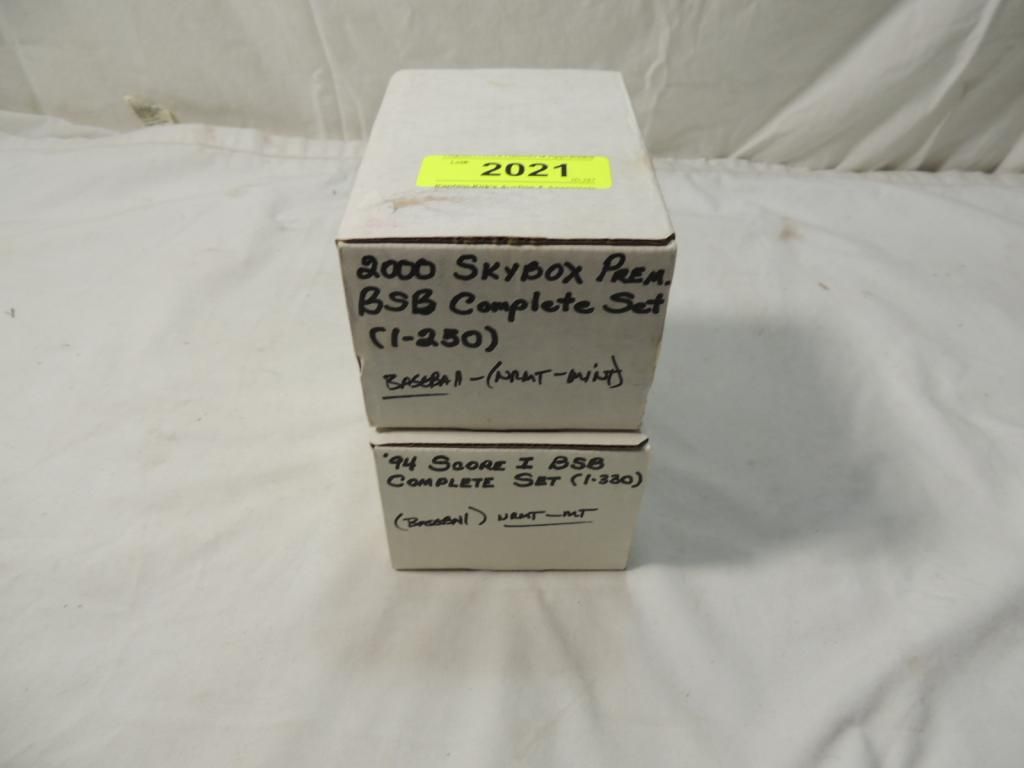 Lot# 2021
2000 SKYBOX PREM.
BSB Complete Set
(1-250)
BASEBALL - (NRMT - MINT)
'94 SCORE I BSB
COMPLETE SET (1-330)
(BASEBALL) NRMT - MT